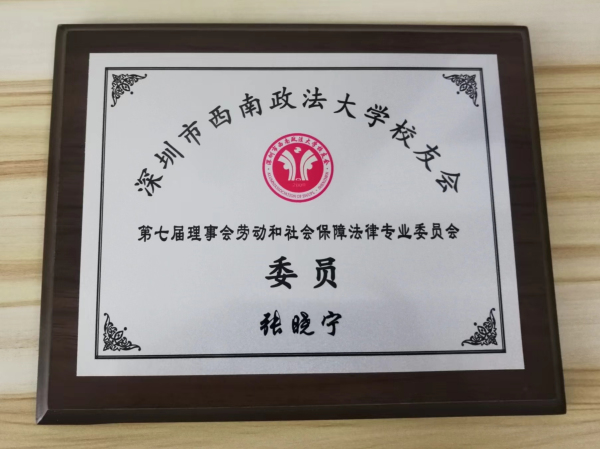 深圳市西南政法大学校友会
第七届理事会劳动和社会保障法律专业委员会
委员
张晓宁